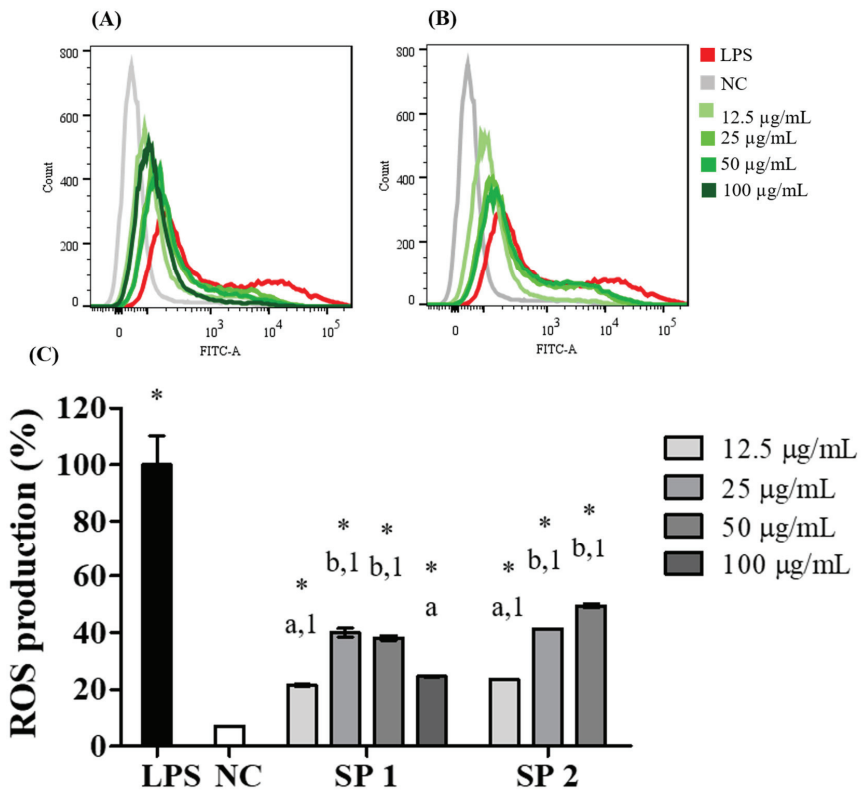 (A)
(B)
800
600
400
200
0
Count
0
10³
10⁴
10⁵
FITC-A
800
600
400
200
0
Count
0
10³
10⁴
10⁵
FITC-A
LPS
NC
12.5 µg/mL
25 µg/mL
50 µg/mL
100 µg/mL
(C)
ROS production (%)
120
100
80
60
40
20
0
*
*
a,1
*
b,1
*
b,1
*
a
*
a,1
*
b,1
*
b,1
LPS NC SP 1 SP 2
12.5 µg/mL
25 µg/mL
50 µg/mL
100 µg/mL